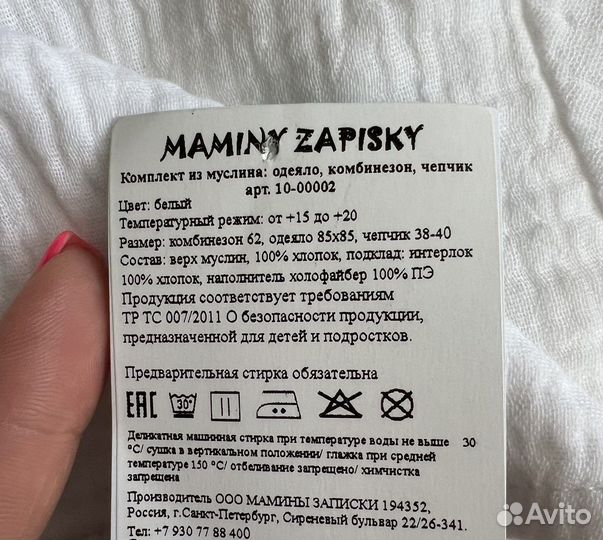 MAMINY ZAPISKY
Комплект из муслина: одеяло, комбинезон, чепчик
арт. 10-00002
Цвет: белый
Температурный режим: от +15 до +20
Размер: комбинезон 62, одеяло 85х85, чепчик 38-40
Состав: верх муслин, 100% хлопок, подклад: интерлок
100% хлопок, наполнитель холофайбер 100% ПЭ
Продукция соответствует требованиям
ТР ТС 007/2011 О безопасности продукции,
предназначенной для детей и подростков.
Предварительная стирка обязательна
EAC 30°
Деликатная машинная стирка при температуре воды не выше 30
°C/ сушка в вертикальном положении/ глажка при средней
температуре 150 °C/ отбеливание запрещено/ химчистка
запрещена
Производитель ООО МАМИНЫ ЗАПИСКИ 194352,
Россия, г.Санкт-Петербург, Сиреневый бульвар 22/26-341.
Тел: +7 930 77 88 400
Avito